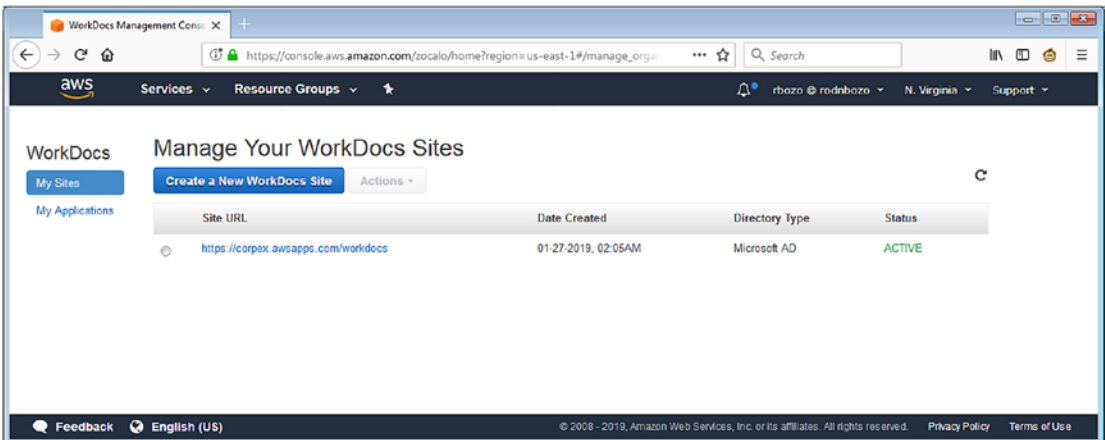 WorkDocs Management Consc
https://console.aws.amazon.com/zocalo/home?region=us-east-1#/manage_organ
Search
aws Services Resource Groups rbozo @ rodnbozo N. Virginia Support
WorkDocs
My Sites
My Applications
Manage Your WorkDocs Sites
Create a New WorkDocs Site Actions
Site URL Date Created Directory Type Status
https://corpex.awsapps.com/workdocs 01-27-2019, 02:05AM Microsoft AD ACTIVE
Feedback English (US) © 2008 - 2019, Amazon Web Services, Inc. or its affiliates. All rights reserved. Privacy Policy Terms of Use